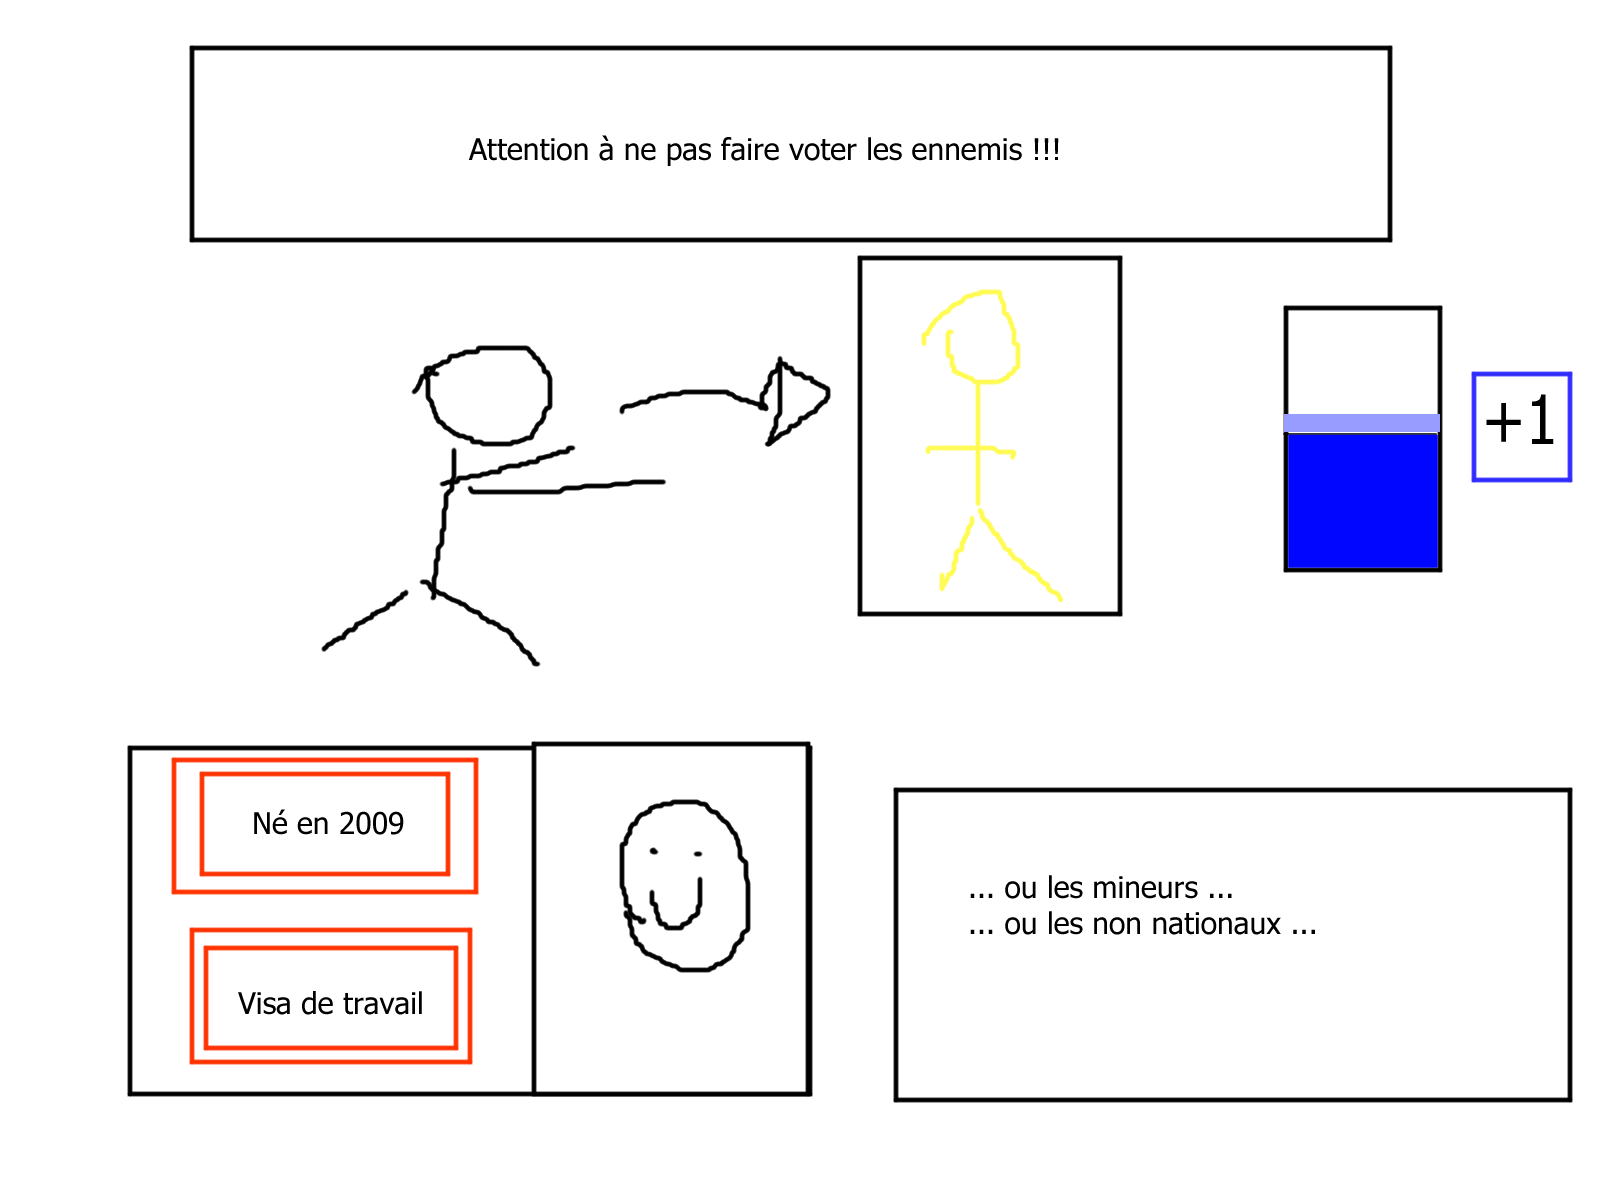 Attention à ne pas faire voter les ennemis !!!
+1
Né en 2009
Visa de travail
... ou les mineurs ...
... ou les non nationaux ...